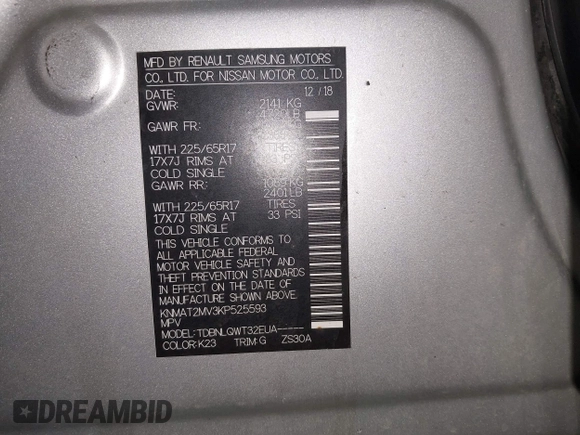 MFD BY RENAULT SAMSUNG MOTORS
CO., LTD. FOR NISSAN MOTOR CO., LTD.
DATE: 12 / 18
GVWR: 2141 KG
4720LB
GAWR FR:
WITH 225/65R17 TIRES
17X7J RIMS AT
COLD SINGLE
GAWR RR: KG
2401LB
WITH 225/65R17 TIRES
17X7J RIMS AT 33 PSI
COLD SINGLE
THIS VEHICLE CONFORMS TO
ALL APPLICABLE FEDERAL
MOTOR VEHICLE SAFETY AND
THEFT PREVENTION STANDARDS
IN EFFECT ON THE DATE OF
MANUFACTURE SHOWN ABOVE.
KNMAT2MV3KP525593
MPV
MODEL:TDBNLQWT32EUA-----
COLOR:K23 TRIM:G ZS30A
DREAMBID